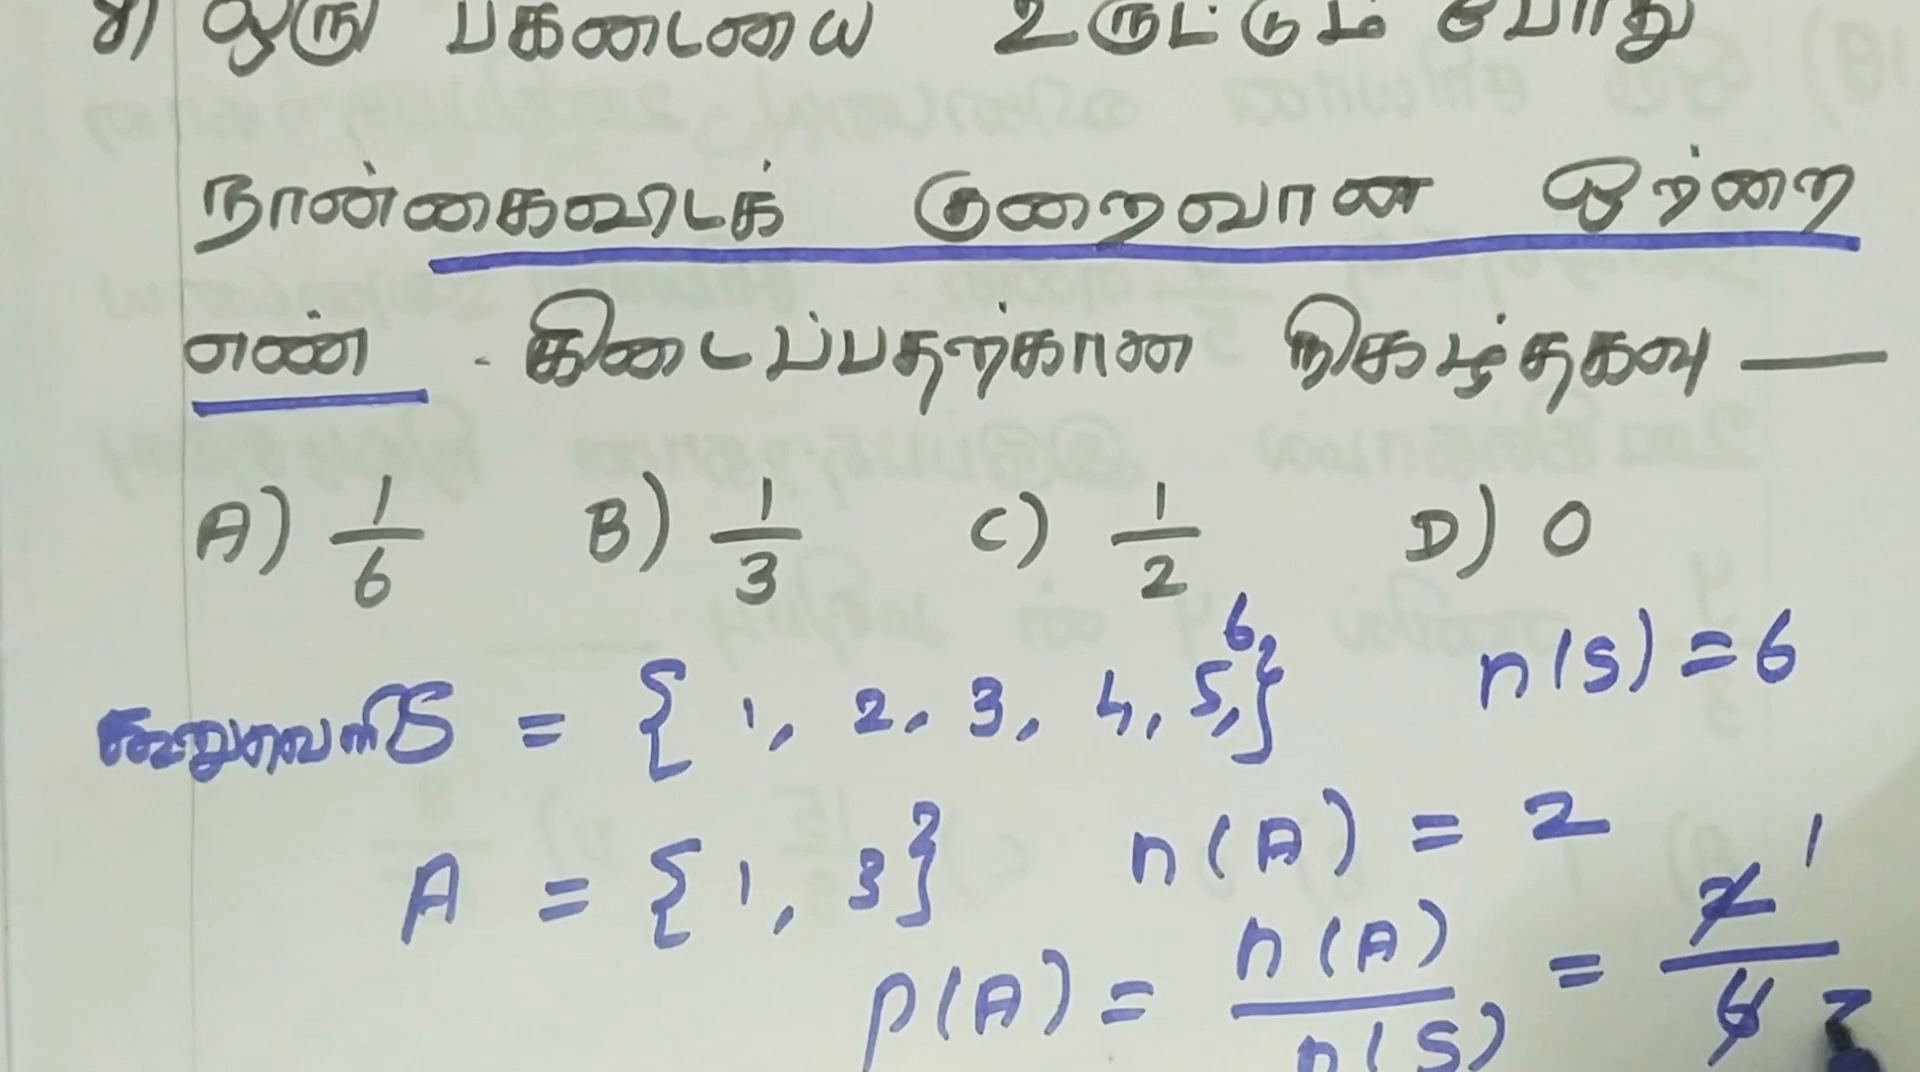 8) ஒரு பகடையை உருட்டும் போது
நான்கைவிடக் குறைவான ஒற்றை
எண் கிடைப்பதற்கான நிகழ்தகவு —
A) 1/6 B) 1/3 C) 1/2 D) 0
கூறுவெளி S = { 1, 2, 3, 4, 5, 6 } n(S) = 6
A = { 1, 3 } n(A) = 2
P(A) = n(A)/n(S) = 2/6 1